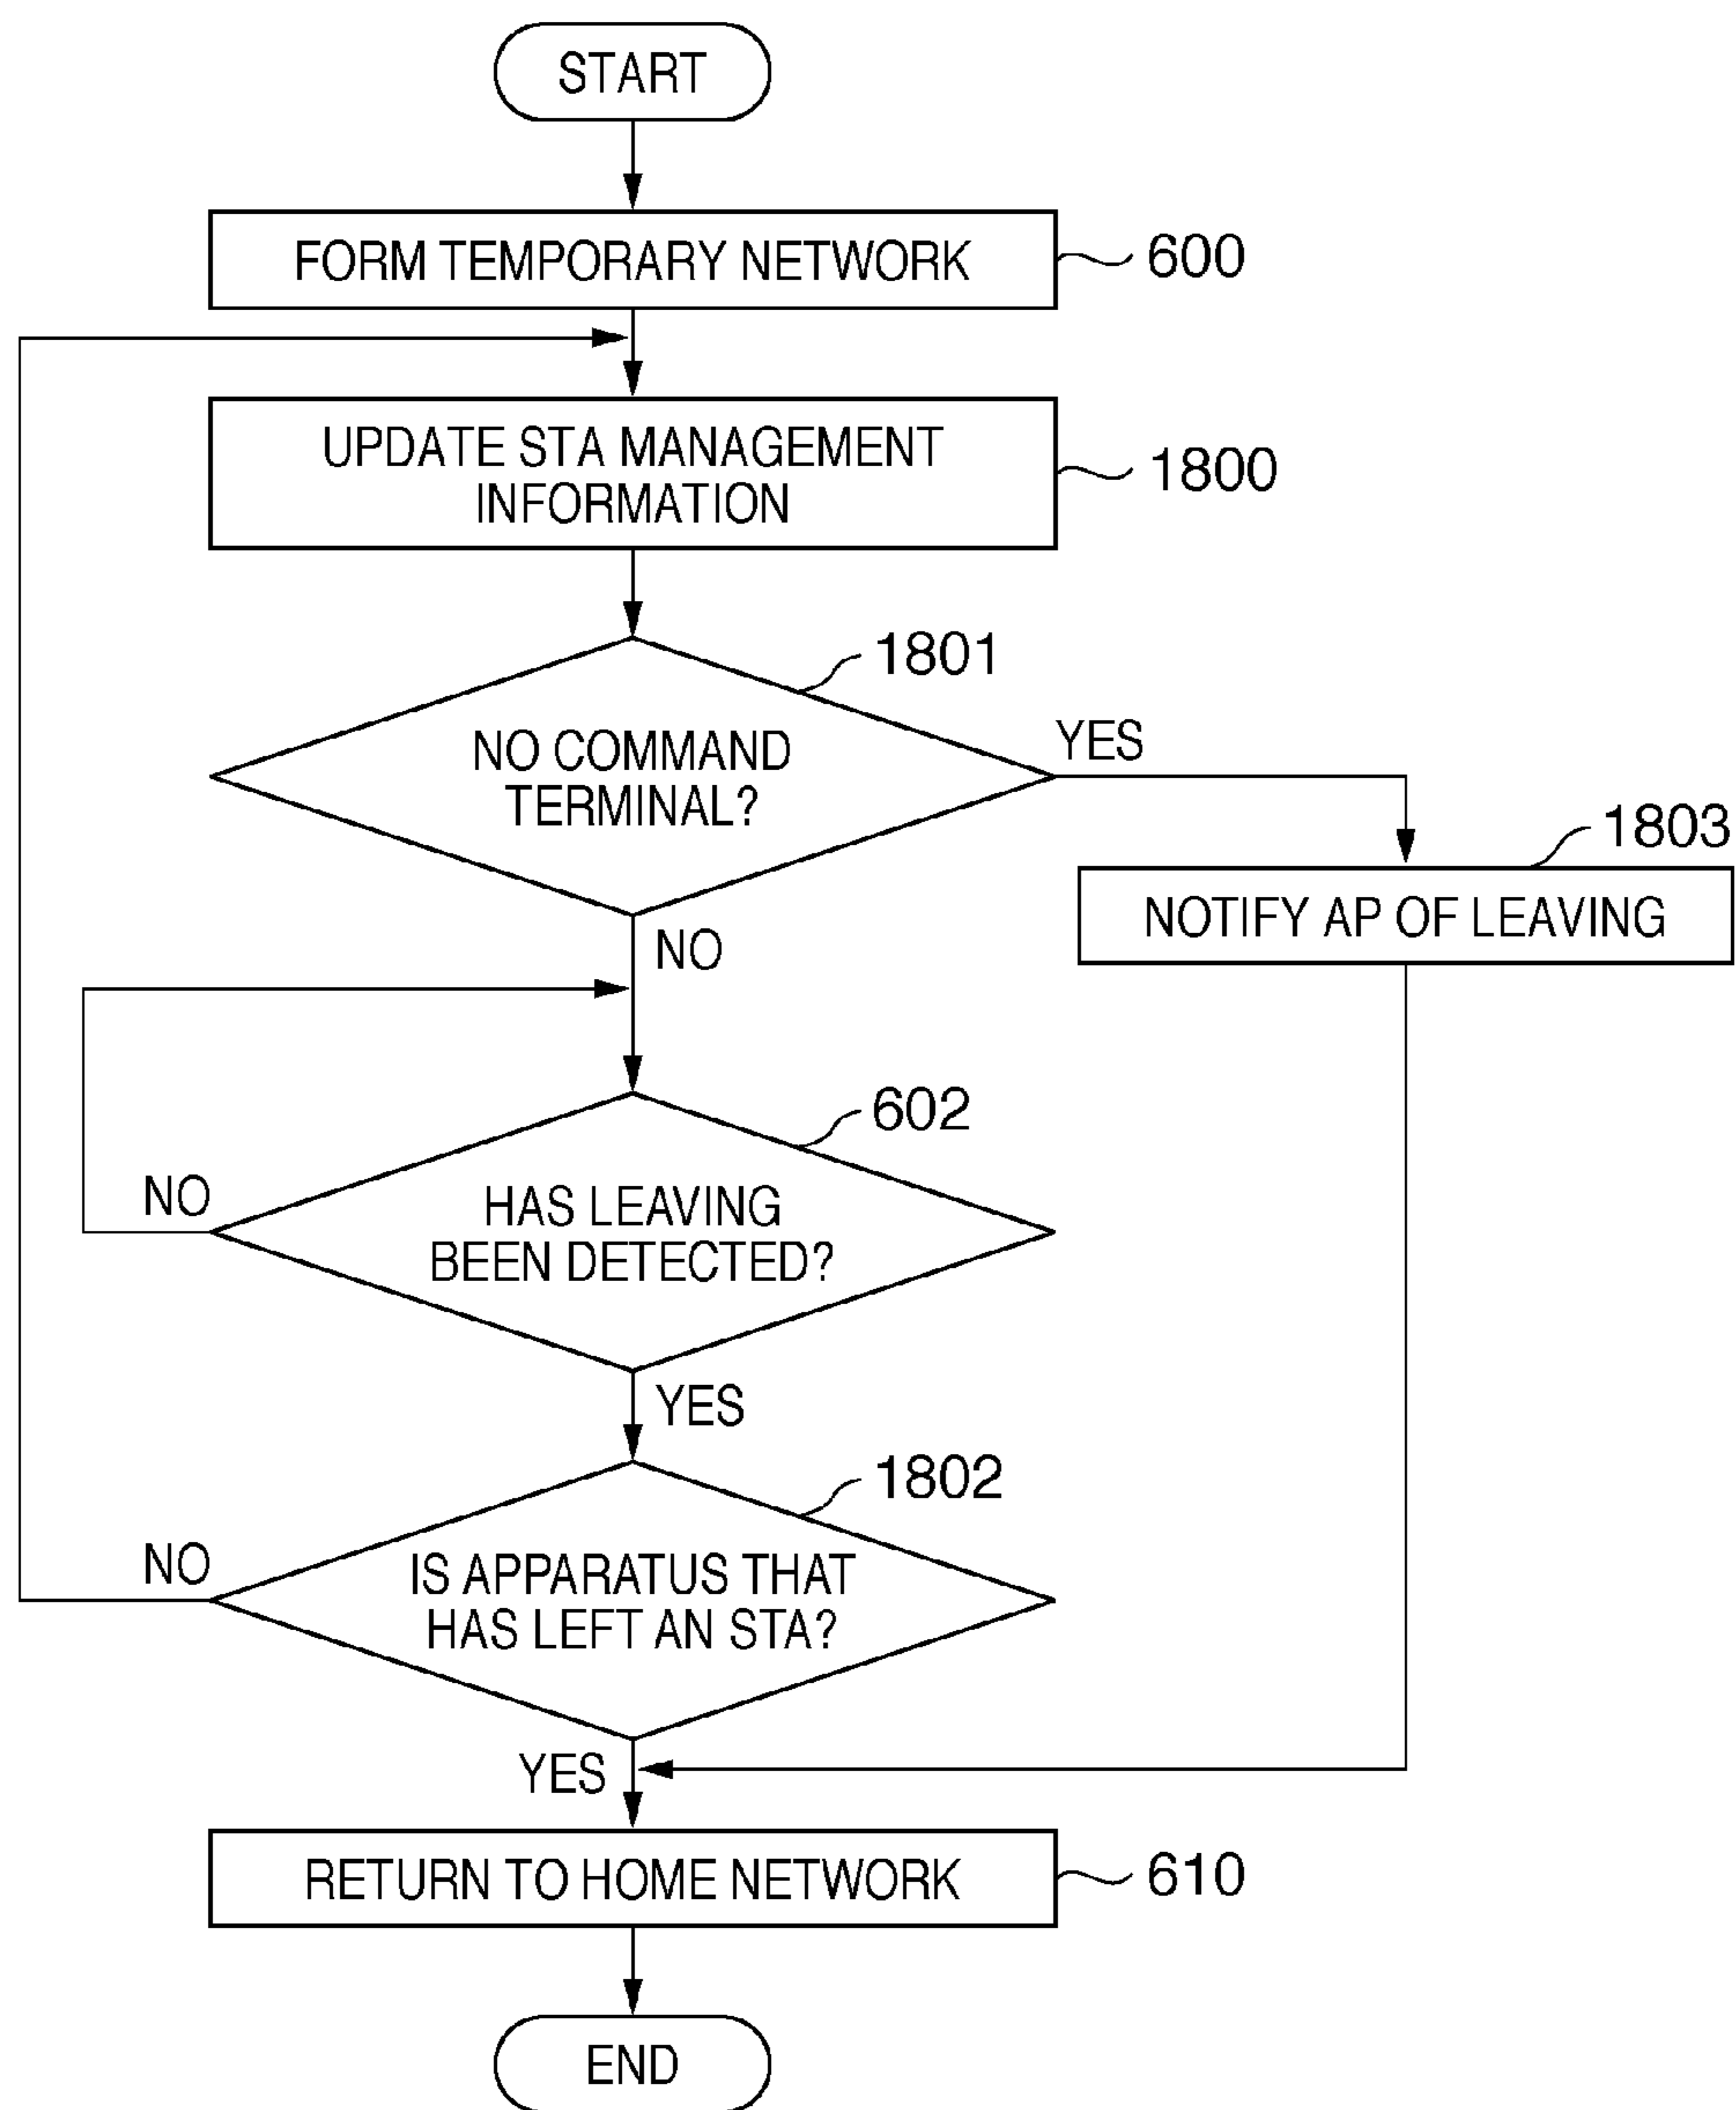 START
FORM TEMPORARY NETWORK
600
UPDATE STA MANAGEMENT
INFORMATION
1800
1801
NO COMMAND
TERMINAL?
YES
1803
NOTIFY AP OF LEAVING
NO
602
HAS LEAVING
BEEN DETECTED?
NO
YES
1802
IS APPARATUS THAT
HAS LEFT AN STA?
NO
YES
RETURN TO HOME NETWORK
610
END